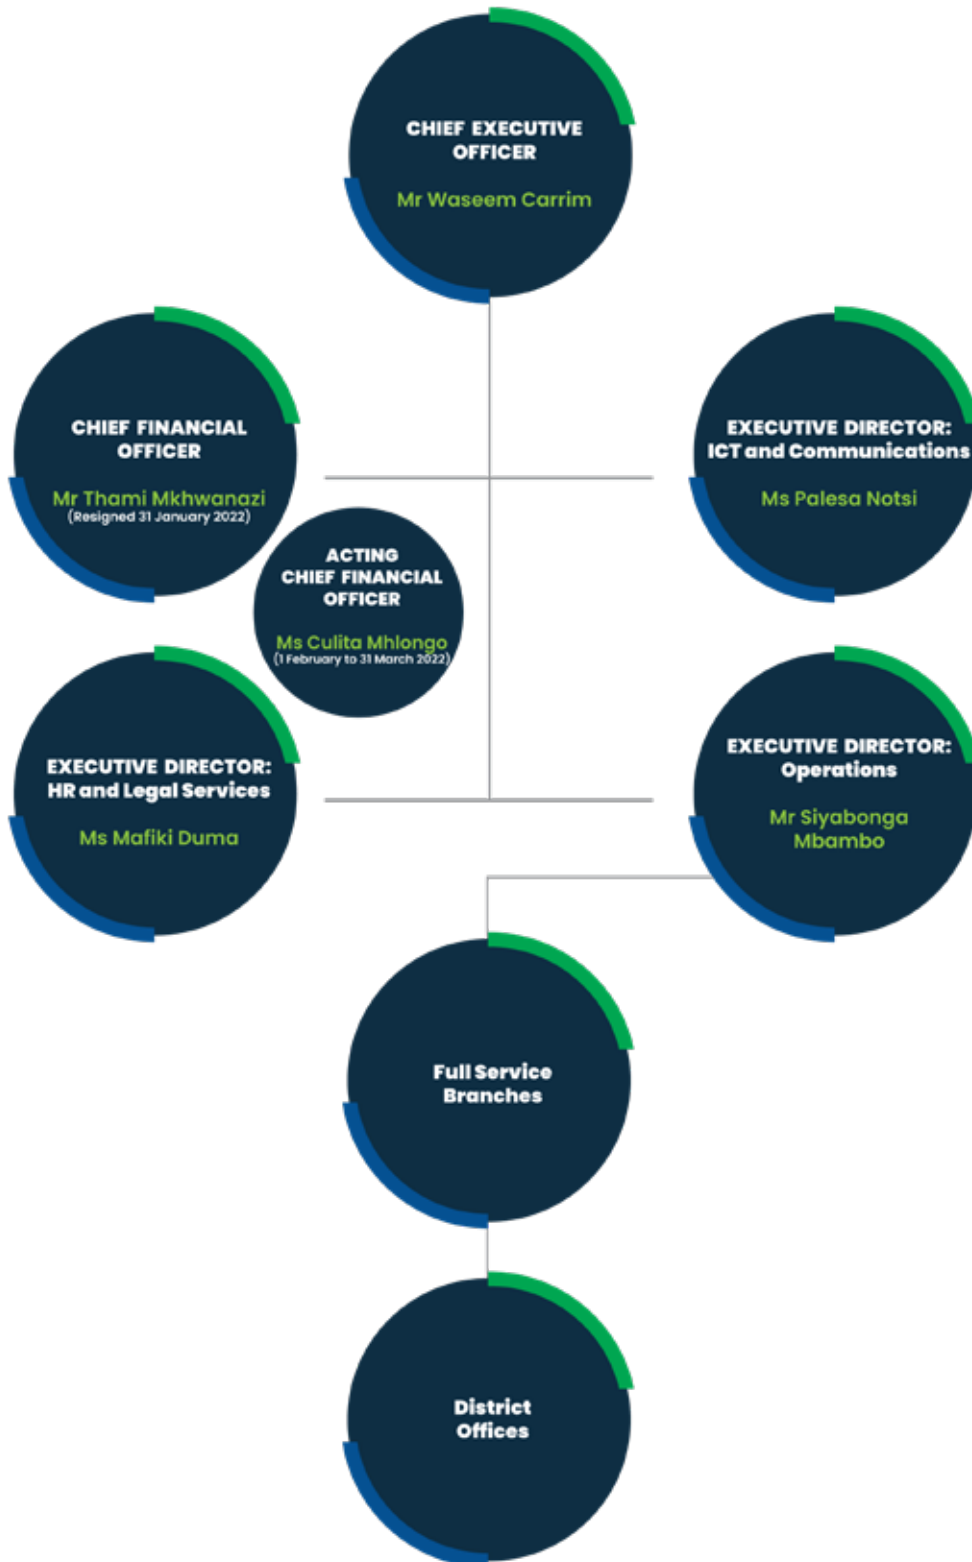 CHIEF EXECUTIVE
OFFICER
Mr Waseem Carrim
CHIEF FINANCIAL
OFFICER
Mr Thami Mkhwanazi
(Resigned 31 January 2022)
EXECUTIVE DIRECTOR:
ICT and Communications
Ms Palesa Notsi
ACTING
CHIEF FINANCIAL
OFFICER
Ms Culita Mhlongo
(1 February to 31 March 2022)
EXECUTIVE DIRECTOR:
HR and Legal Services
Ms Mafiki Duma
EXECUTIVE DIRECTOR:
Operations
Mr Siyabonga
Mbambo
Full Service
Branches
District
Offices